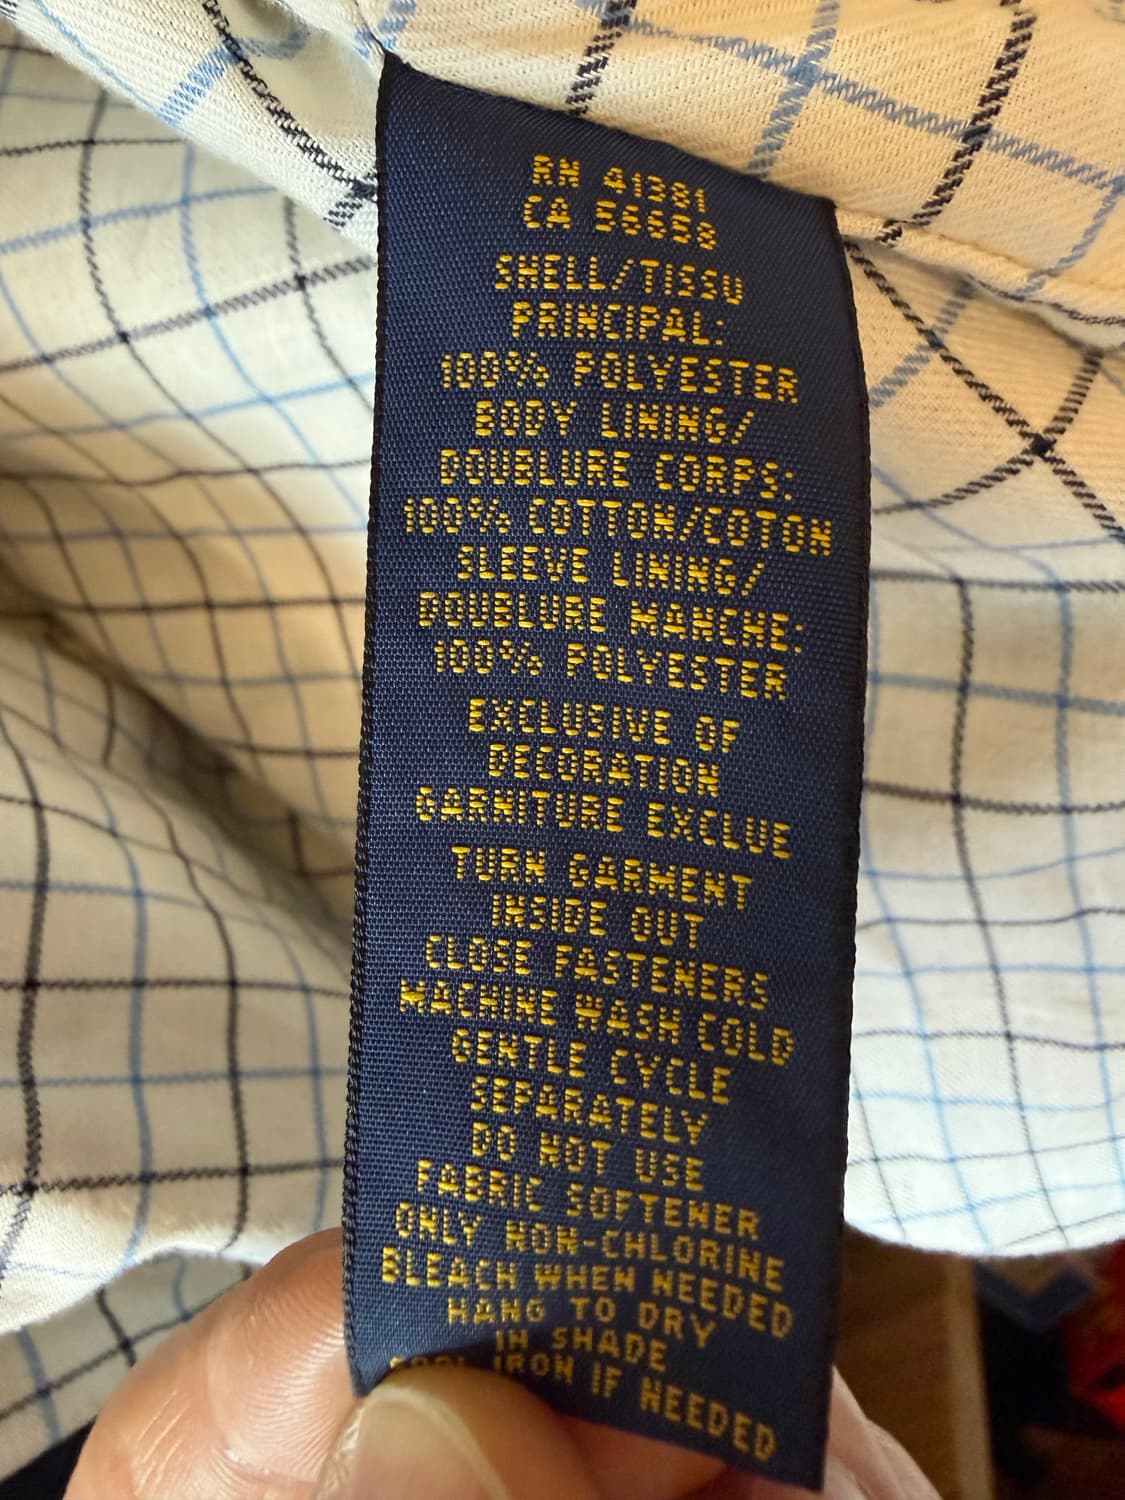 RN 41381
CA 56658
SHELL/TISSU
PRINCIPAL:
100% POLYESTER
BODY LINING/
DOUBLURE CORPS:
100% COTTON/COTON
SLEEVE LINING/
DOUBLURE MANCHE:
100% POLYESTER
EXCLUSIVE OF
DECORATION
GARNITURE EXCLUE
TURN GARMENT
INSIDE OUT
CLOSE FASTENERS
MACHINE WASH COLD
GENTLE CYCLE
SEPARATELY
DO NOT USE
FABRIC SOFTENER
ONLY NON-CHLORINE
BLEACH WHEN NEEDED
HANG TO DRY
IN SHADE
COOL IRON IF NEEDED